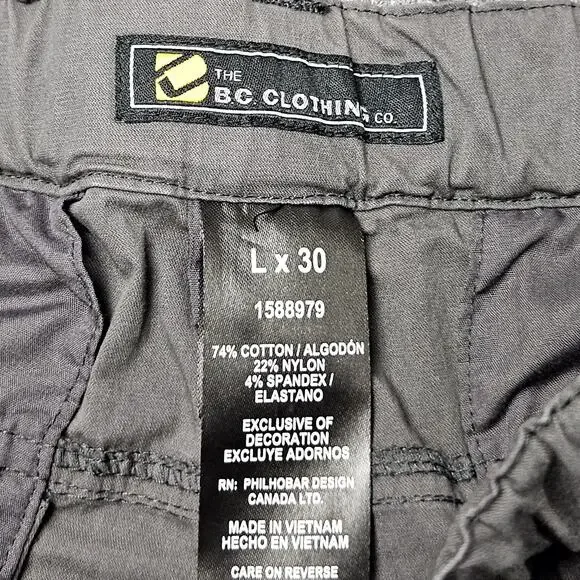 THE
B.C. CLOTHING CO.
L x 30
1588979
74% COTTON / ALGODÓN
22% NYLON
4% SPANDEX /
ELASTANO
EXCLUSIVE OF
DECORATION
EXCLUYE ADORNOS
RN: PHILHOBAR DESIGN
CANADA LTD.
MADE IN VIETNAM
HECHO EN VIETNAM
CARE ON REVERSE